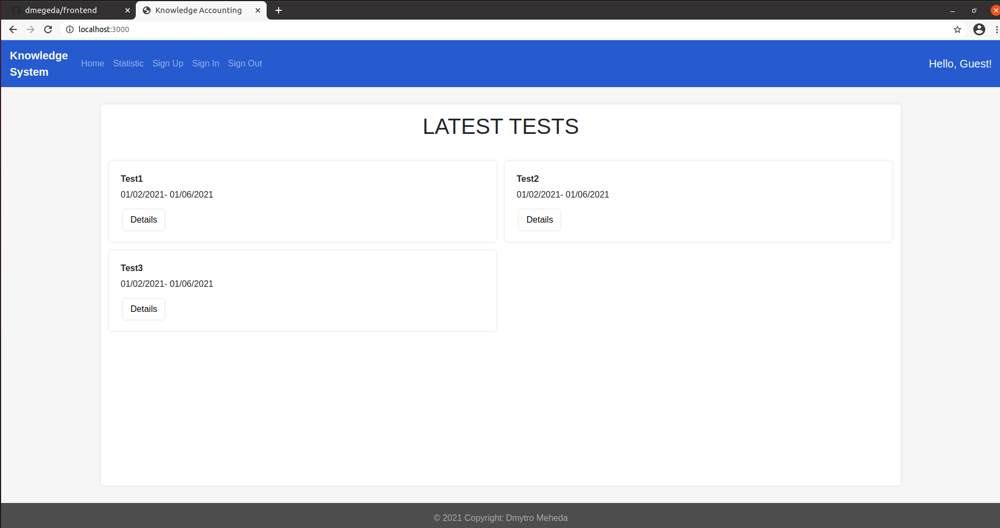 dmegeda/frontend
Knowledge Accounting
localhost:3000
Knowledge
System
Home Statistic Sign Up Sign In Sign Out
Hello, Guest!
LATEST TESTS
Test1
01/02/2021- 01/06/2021
Details
Test2
01/02/2021- 01/06/2021
Details
Test3
01/02/2021- 01/06/2021
Details
© 2021 Copyright: Dmytro Meheda